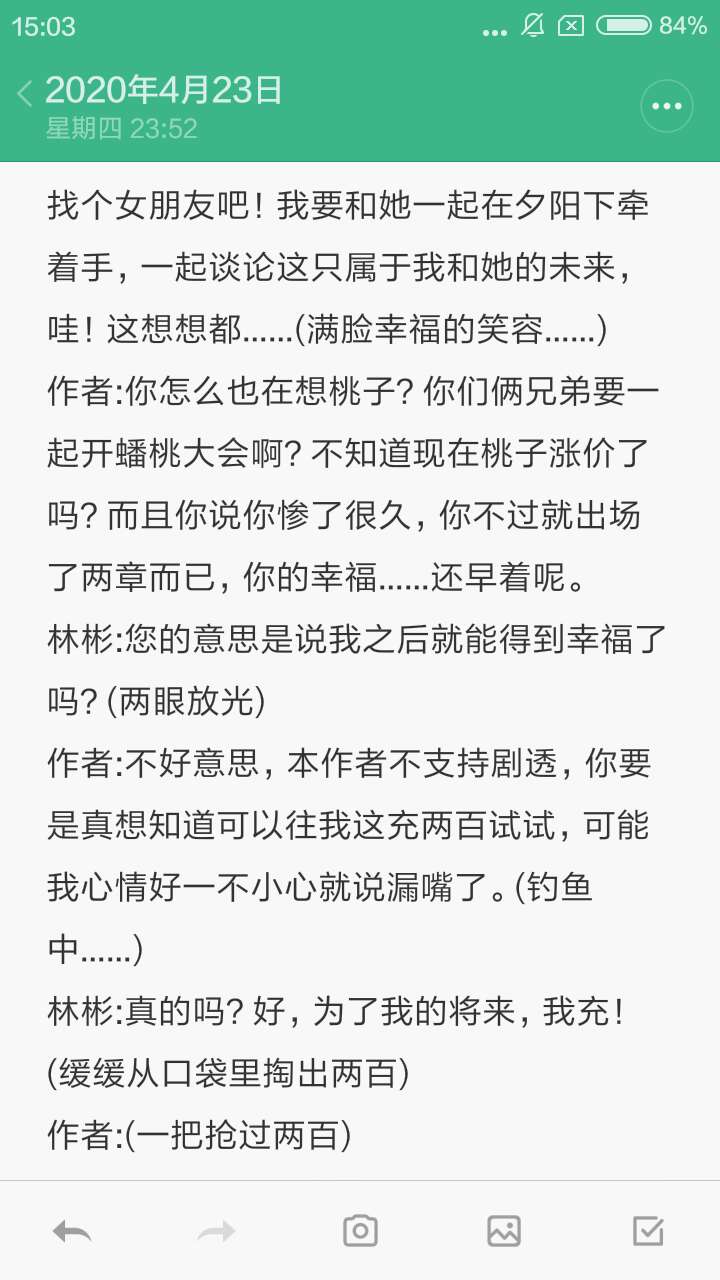 15:03
84%
2020年4月23日
星期四 23:52
找个女朋友吧！我要和她一起在夕阳下牵
着手，一起谈论这只属于我和她的未来，
哇！这想想都……(满脸幸福的笑容……)
作者:你怎么也在想桃子？你们俩兄弟要一
起开蟠桃大会啊？不知道现在桃子涨价了
吗？而且你说你惨了很久，你不过就出场
了两章而已，你的幸福……还早着呢。
林彬:您的意思是说我之后就能得到幸福了
吗？(两眼放光)
作者:不好意思，本作者不支持剧透，你要
是真想知道可以往我这充两百试试，可能
我心情好一不小心就说漏嘴了。(钓鱼
中……)
林彬:真的吗？好，为了我的将来，我充！
(缓缓从口袋里掏出两百)
作者:(一把抢过两百)